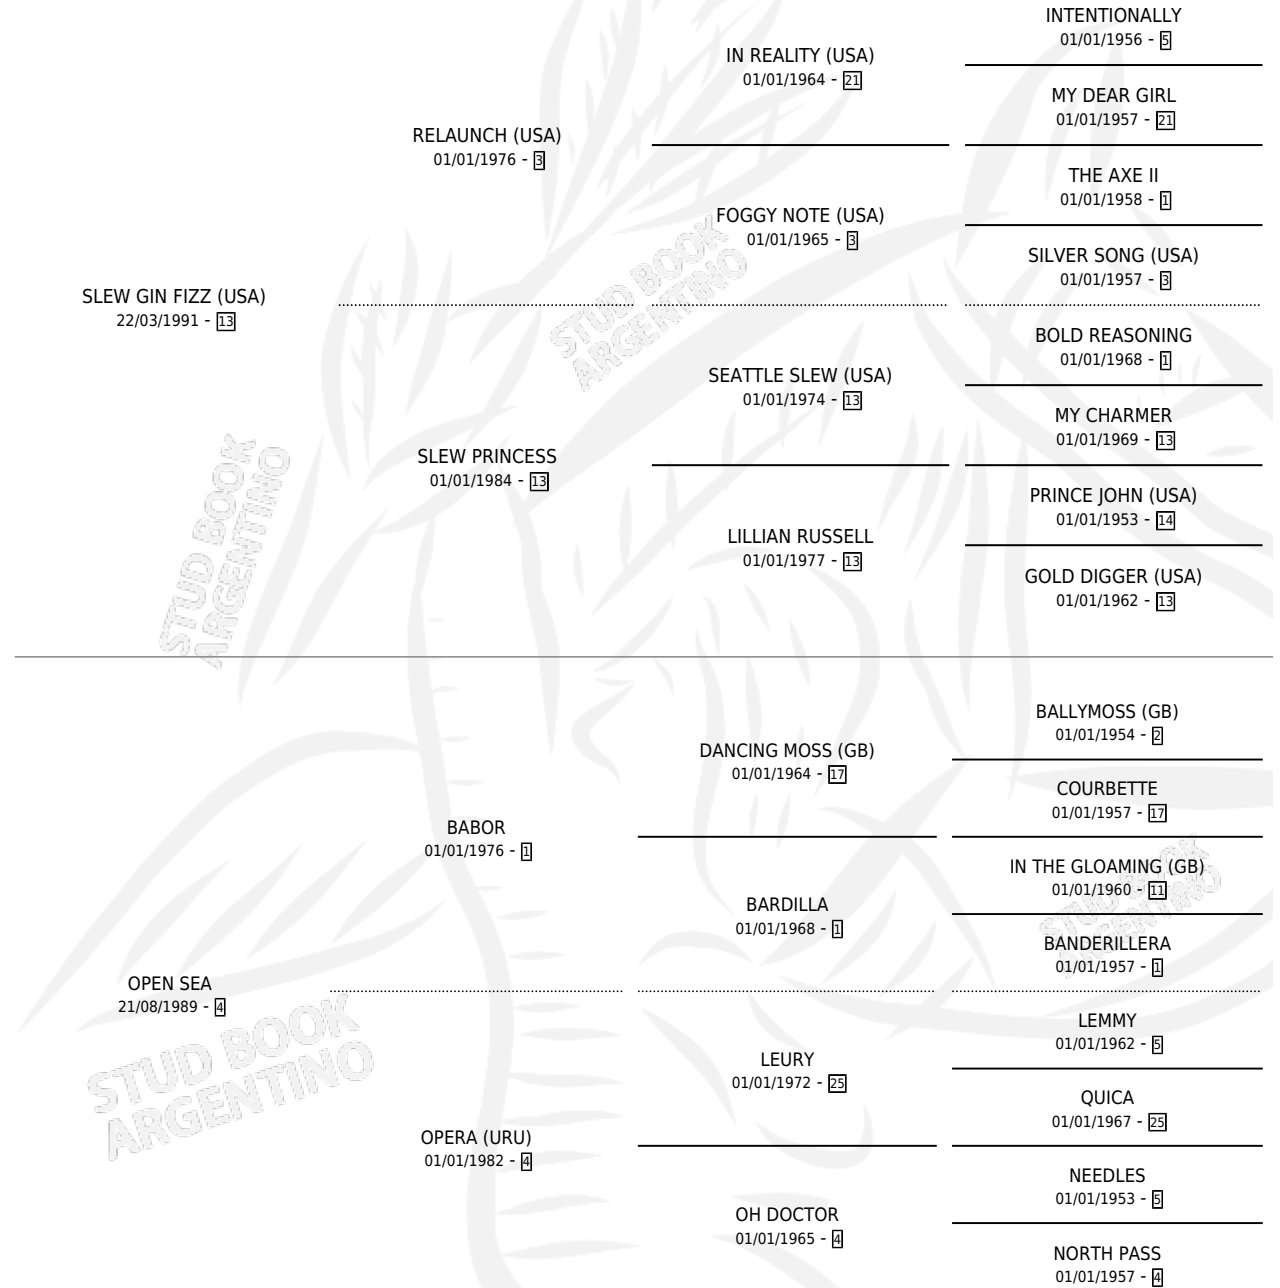 INTENTIONALLY
01/01/1956 - 5
IN REALITY (USA)
01/01/1964 - 21
MY DEAR GIRL
01/01/1957 - 21
RELAUNCH (USA)
01/01/1976 - 3
THE AXE II
01/01/1958 - 1
FOGGY NOTE (USA)
01/01/1965 - 3
SILVER SONG (USA)
01/01/1957 - 3
SLEW GIN FIZZ (USA)
22/03/1991 - 13
BOLD REASONING
01/01/1968 - 1
SEATTLE SLEW (USA)
01/01/1974 - 13
MY CHARMER
01/01/1969 - 13
SLEW PRINCESS
01/01/1984 - 13
PRINCE JOHN (USA)
01/01/1953 - 14
LILLIAN RUSSELL
01/01/1977 - 13
GOLD DIGGER (USA)
01/01/1962 - 13
BALLYMOSS (GB)
01/01/1954 - 2
DANCING MOSS (GB)
01/01/1964 - 17
COURBETTE
01/01/1957 - 17
BABOR
01/01/1976 - 1
IN THE GLOAMING (GB)
01/01/1960 - 11
BARDILLA
01/01/1968 - 1
BANDERILLERA
01/01/1957 - 1
OPEN SEA
21/08/1989 - 4
LEMMY
01/01/1962 - 5
LEURY
01/01/1972 - 25
QUICA
01/01/1967 - 25
OPERA (URU)
01/01/1982 - 4
NEEDLES
01/01/1953 - 5
OH DOCTOR
01/01/1965 - 4
NORTH PASS
01/01/1957 - 4
STUD BOOK
ARGENTINO
STUD BOOK
ARGENTINO
STUD BOOK
ARGENTINO
STUD BOOK
ARGENTINO